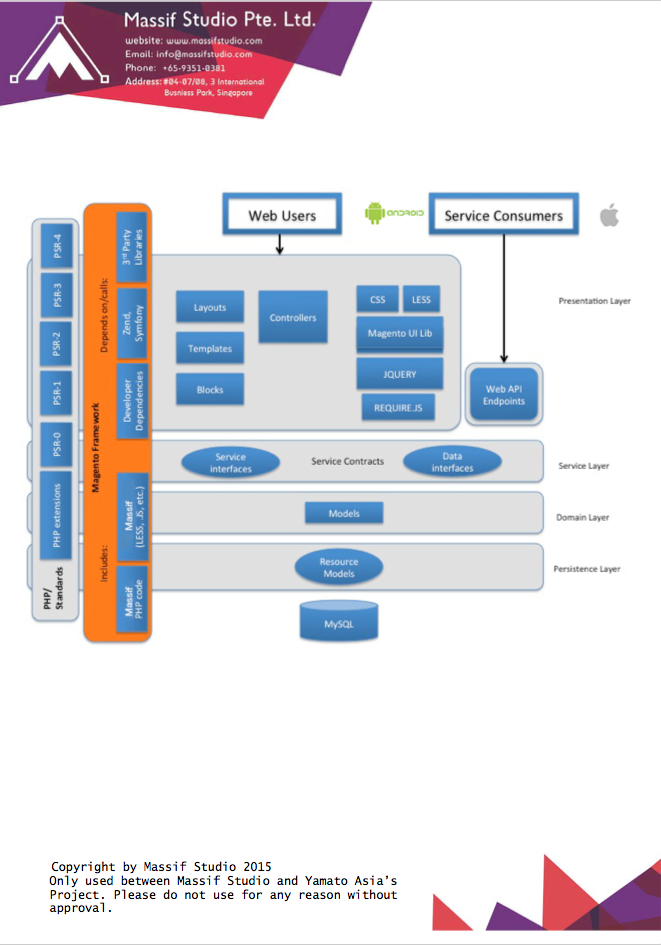 Massif Studio Pte. Ltd.
website: www.massifstudio.com
Email: info@massifstudio.com
Phone: +65-9351-0381
Address: #04-07/08, 3 International
Busniess Park, Singapore
Web Users
ANDROID
Service Consumers
PSR-4
PSR-3
PSR-2
PSR-1
PSR-0
PHP extensions
PHP/
Standards
Magento Framework
Depends on/calls:
Includes:
3rd Party
Libraries
Zend,
Symfony
Developer
Dependencies
Massif
(LESS, JS, etc.)
Massif
PHP code
Layouts
Templates
Blocks
Controllers
CSS
LESS
Magento UI Lib
JQUERY
REQUIRE.JS
Web API
Endpoints
Presentation Layer
Service
interfaces
Service Contracts
Data
interfaces
Service Layer
Models
Domain Layer
Resource
Models
Persistence Layer
MySQL
Copyright by Massif Studio 2015
Only used between Massif Studio and Yamato Asia's
Project. Please do not use for any reason without
approval.